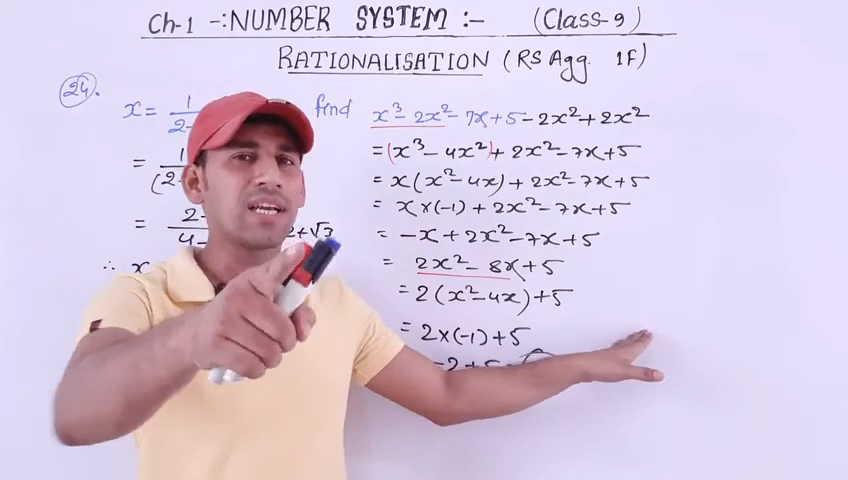 Ch-1 -: NUMBER SYSTEM :- (Class-9)
RATIONALISATION (RS Agg. 1F)
24.
x = 1
2-
find
= 1
(2-
= 2-
4-
2+√3
∴ x
x³ - 2x² - 7x + 5 - 2x² + 2x²
= (x³ - 4x²) + 2x² - 7x + 5
= x(x² - 4x) + 2x² - 7x + 5
= x×(-1) + 2x² - 7x + 5
= -x + 2x² - 7x + 5
= 2x² - 8x + 5
= 2(x² - 4x) + 5
= 2×(-1) + 5
-2+5